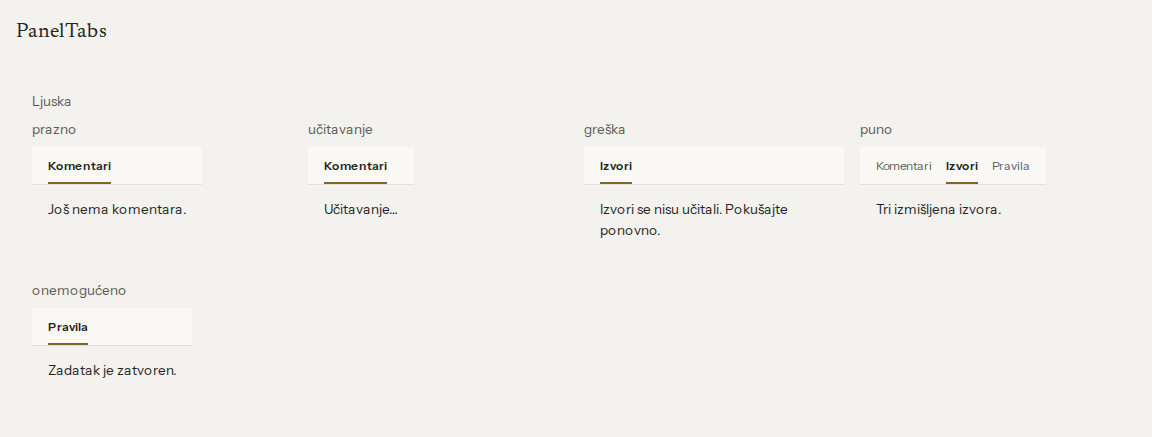 PanelTabs
Ljuska
prazno
Komentari
Još nema komentara.
učitavanje
Komentari
Učitavanje…
greška
Izvori
Izvori se nisu učitali. Pokušajte
ponovno.
puno
Komentari Izvori Pravila
Tri izmišljena izvora.
onemogućeno
Pravila
Zadatak je zatvoren.